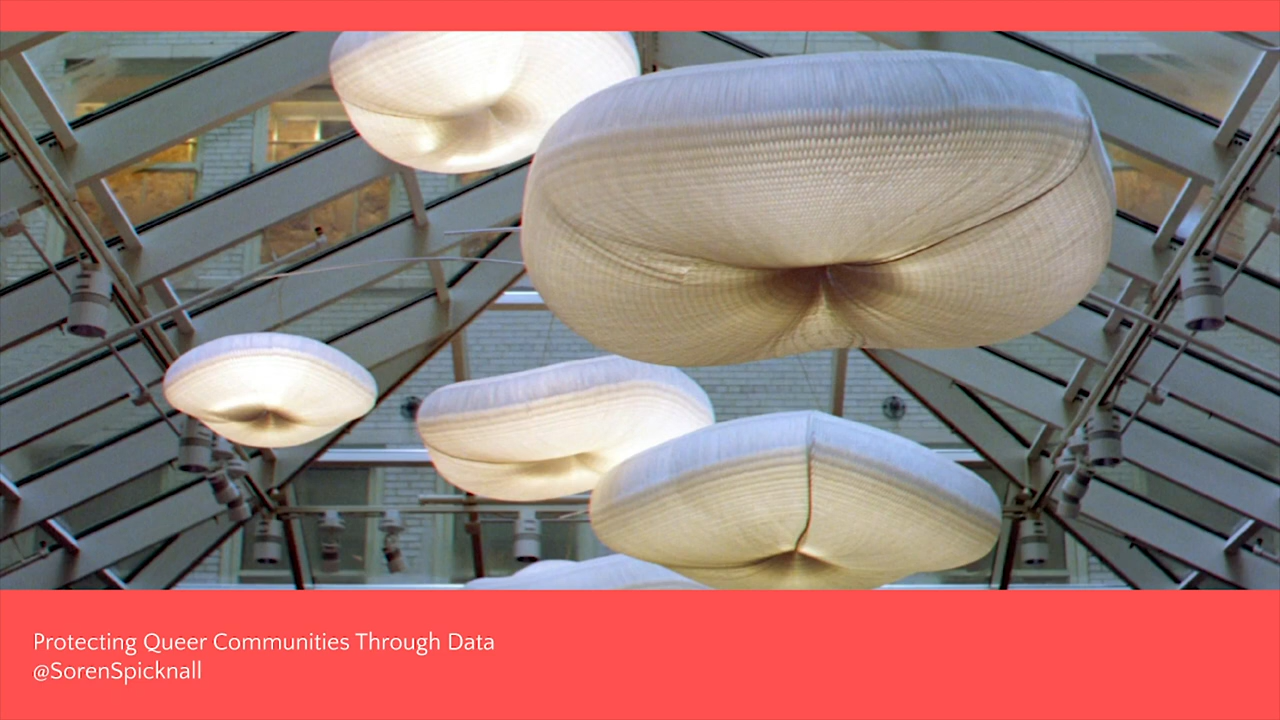 Protecting Queer Communities Through Data
@SorenSpicknall